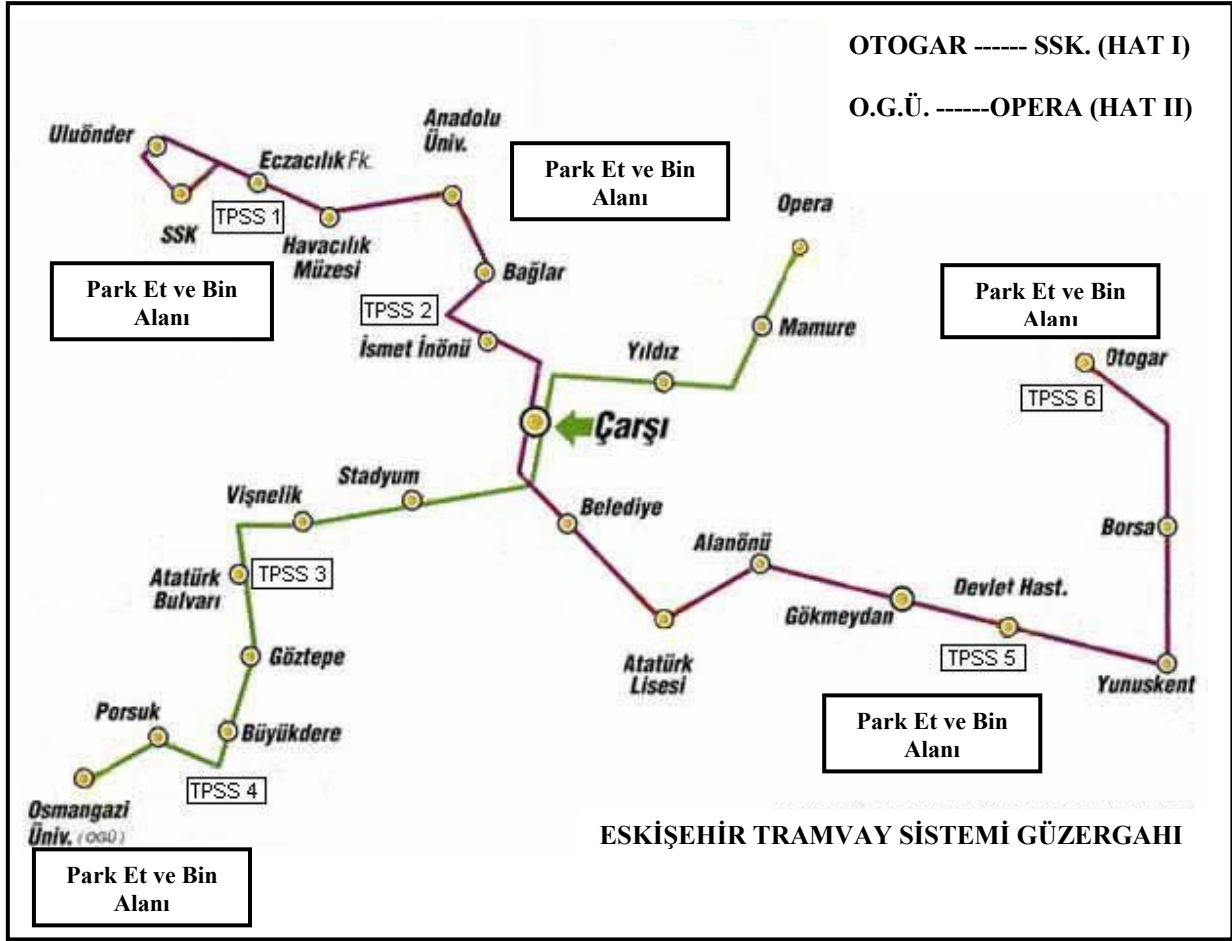 OTOGAR ------ SSK. (HAT I)
O.G.Ü. ------OPERA (HAT II)
Uluönder
Eczacılık Fk.
Anadolu
Üniv.
Park Et ve Bin
Alanı
Opera
TPSS 1
SSK
Havacılık
Müzesi
Bağlar
Park Et ve Bin
Alanı
Park Et ve Bin
Alanı
TPSS 2
İsmet İnönü
Yıldız
Mamure
Otogar
TPSS 6
Çarşı
Stadyum
Vişnelik
Belediye
Borsa
Alanönü
Atatürk
Bulvarı
TPSS 3
Gökmeydan
Devlet Hast.
TPSS 5
Göztepe
Atatürk
Lisesi
Yunuskent
Porsuk
Büyükdere
Park Et ve Bin
Alanı
TPSS 4
Osmangazi
Üniv. (OGÜ)
ESKİŞEHİR TRAMVAY SİSTEMİ GÜZERGAHI
Park Et ve Bin
Alanı